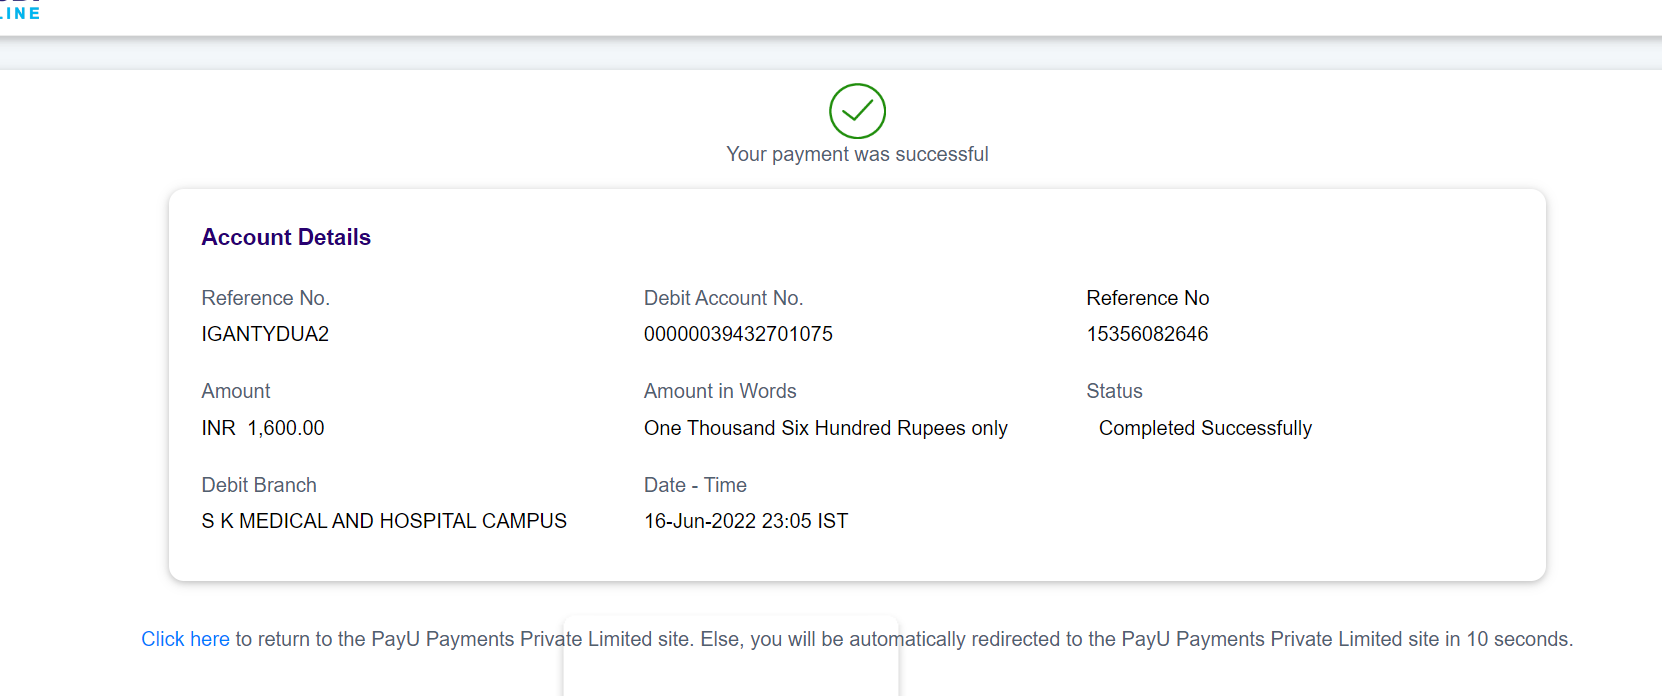 LINE
Your payment was successful
Account Details
Reference No. Debit Account No. Reference No
IGANTYDUA2 00000039432701075 15356082646
Amount Amount in Words Status
INR 1,600.00 One Thousand Six Hundred Rupees only Completed Successfully
Debit Branch Date - Time
S K MEDICAL AND HOSPITAL CAMPUS 16-Jun-2022 23:05 IST
Click here to return to the PayU Payments Private Limited site. Else, you will be automatically redirected to the PayU Payments Private Limited site in 10 seconds.